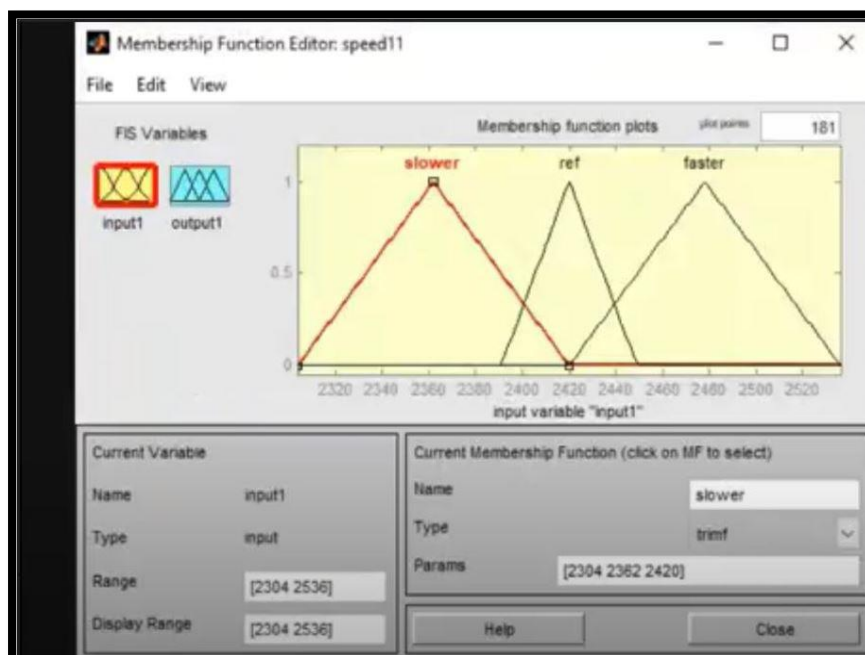 Membership Function Editor: speed11
File Edit View
FIS Variables
Membership function plots
plot points
181
input1
output1
slower
ref
faster
1
0.5
0
2320 2340 2360 2380 2400 2420 2440 2460 2480 2500 2520
input variable "input1"
Current Variable
Name input1
Type input
Range [2304 2536]
Display Range [2304 2536]
Current Membership Function (click on MF to select)
Name slower
Type trimf
Params [2304 2362 2420]
Help
Close